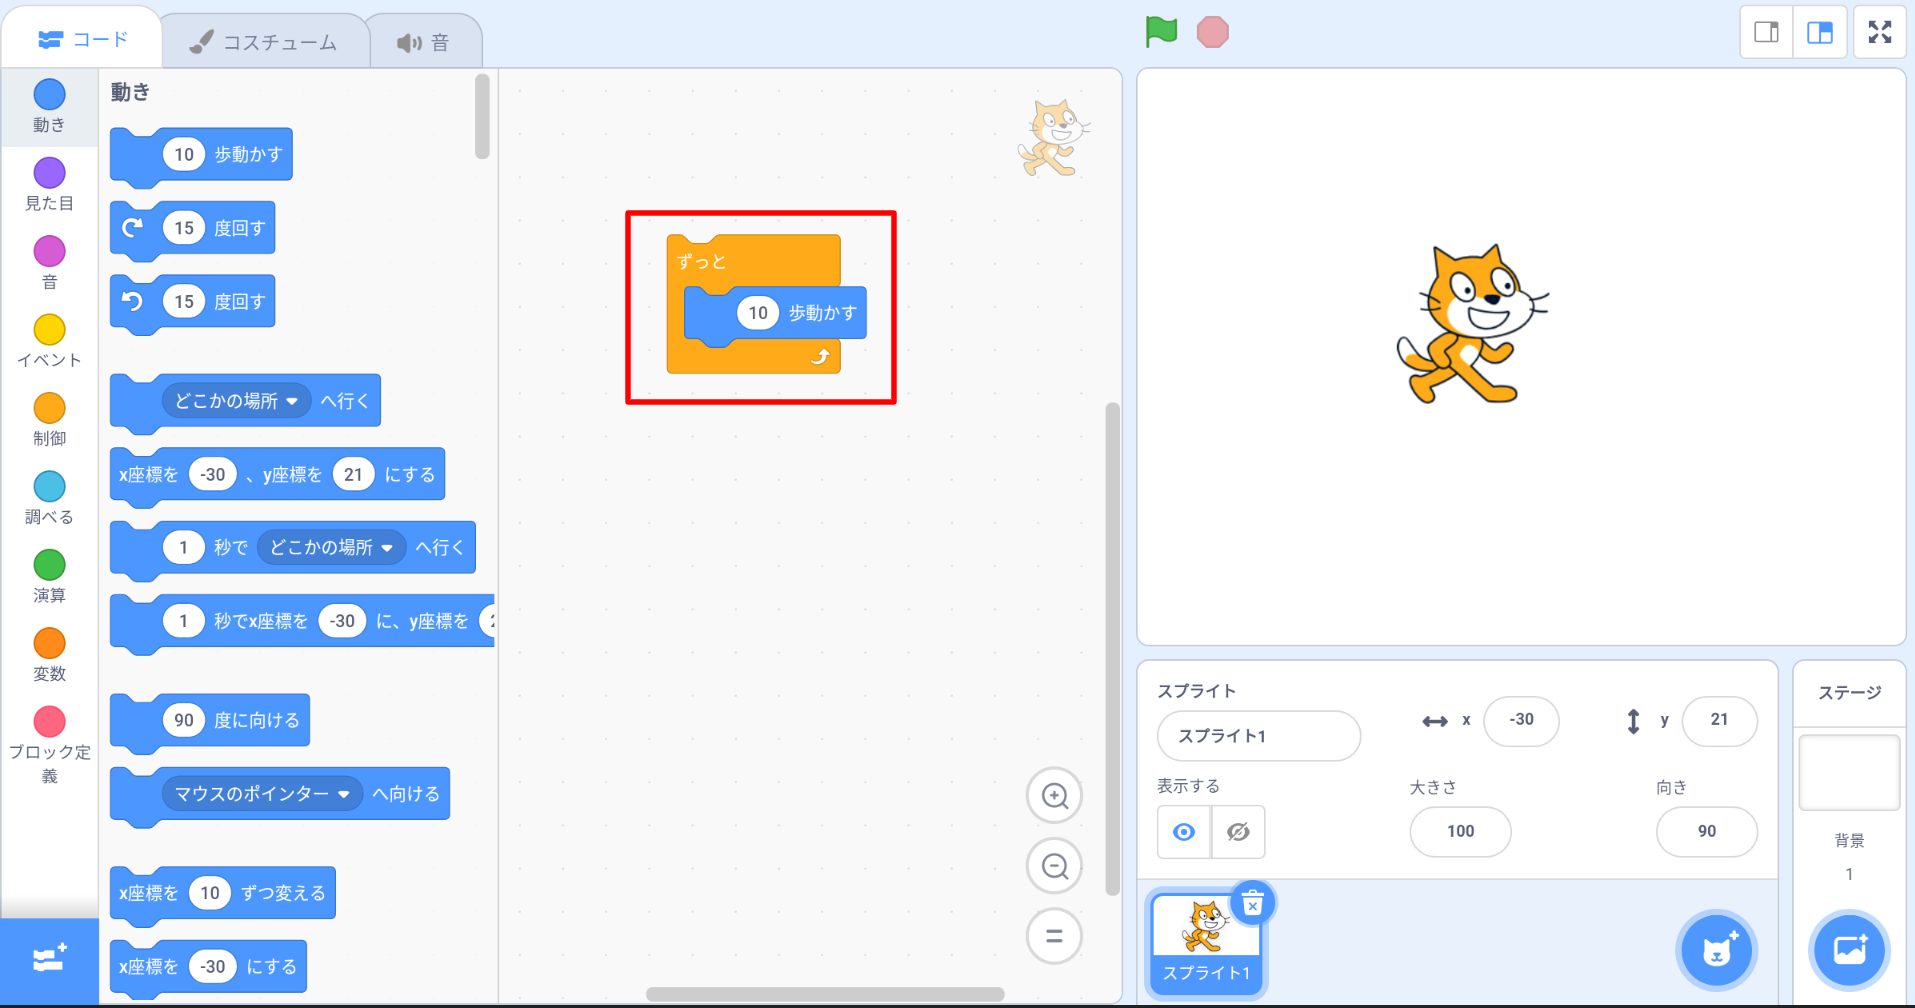 コード
コスチューム
音
動き
見た目
音
イベント
制御
調べる
演算
変数
ブロック定
義
動き
10 歩動かす
15 度回す
15 度回す
どこかの場所 へ行く
x座標を -30 、y座標を 21 にする
1 秒で どこかの場所 へ行く
1 秒でx座標を -30 に、y座標を
90 度に向ける
マウスのポインター へ向ける
x座標を 10 ずつ変える
x座標を -30 にする
ずっと
10 歩動かす
スプライト
スプライト1
x -30
y 21
表示する
大きさ
100
向き
90
スプライト1
ステージ
背景
1